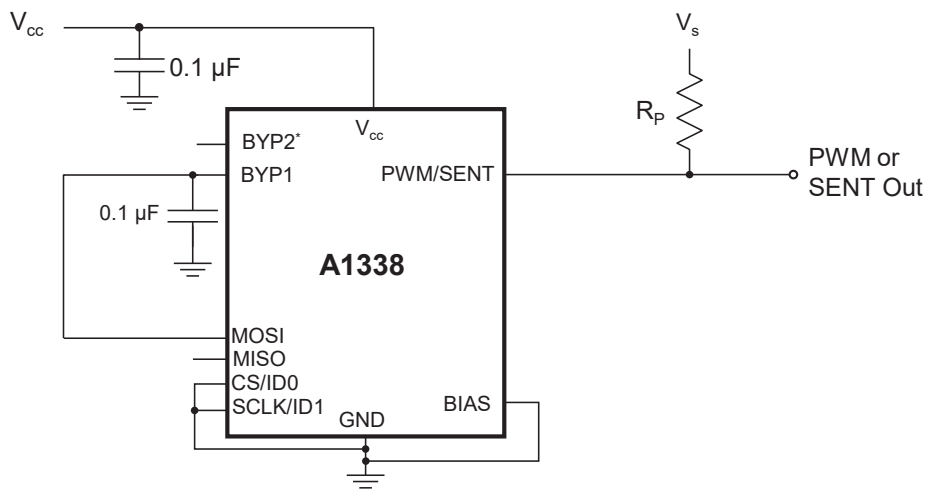 Vcc
0.1 µF
Vs
RP
BYP2*
Vcc
BYP1
PWM/SENT
PWM or
SENT Out
0.1 µF
A1338
MOSI
MISO
CS/ID0
SCLK/ID1
BIAS
GND